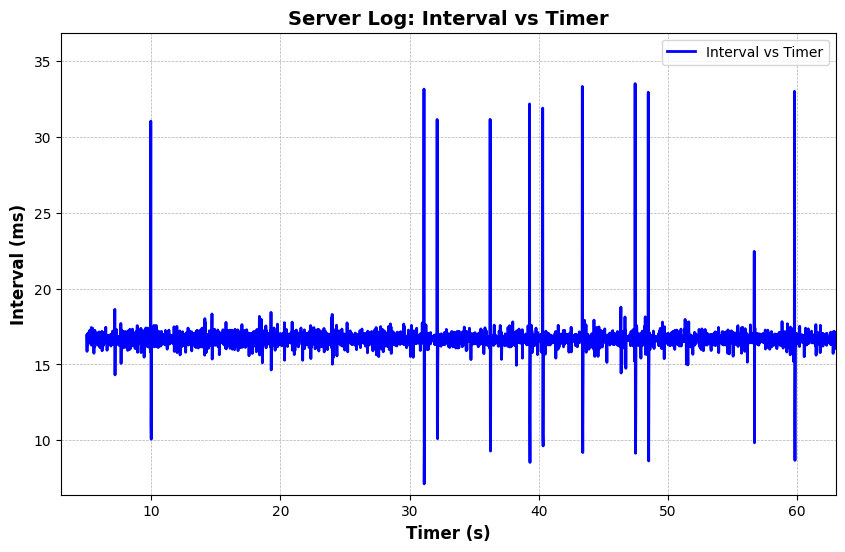 Server Log: Interval vs Timer
Interval vs Timer
35
30
25
20
15
10
Interval (ms)
10 20 30 40 50 60
Timer (s)